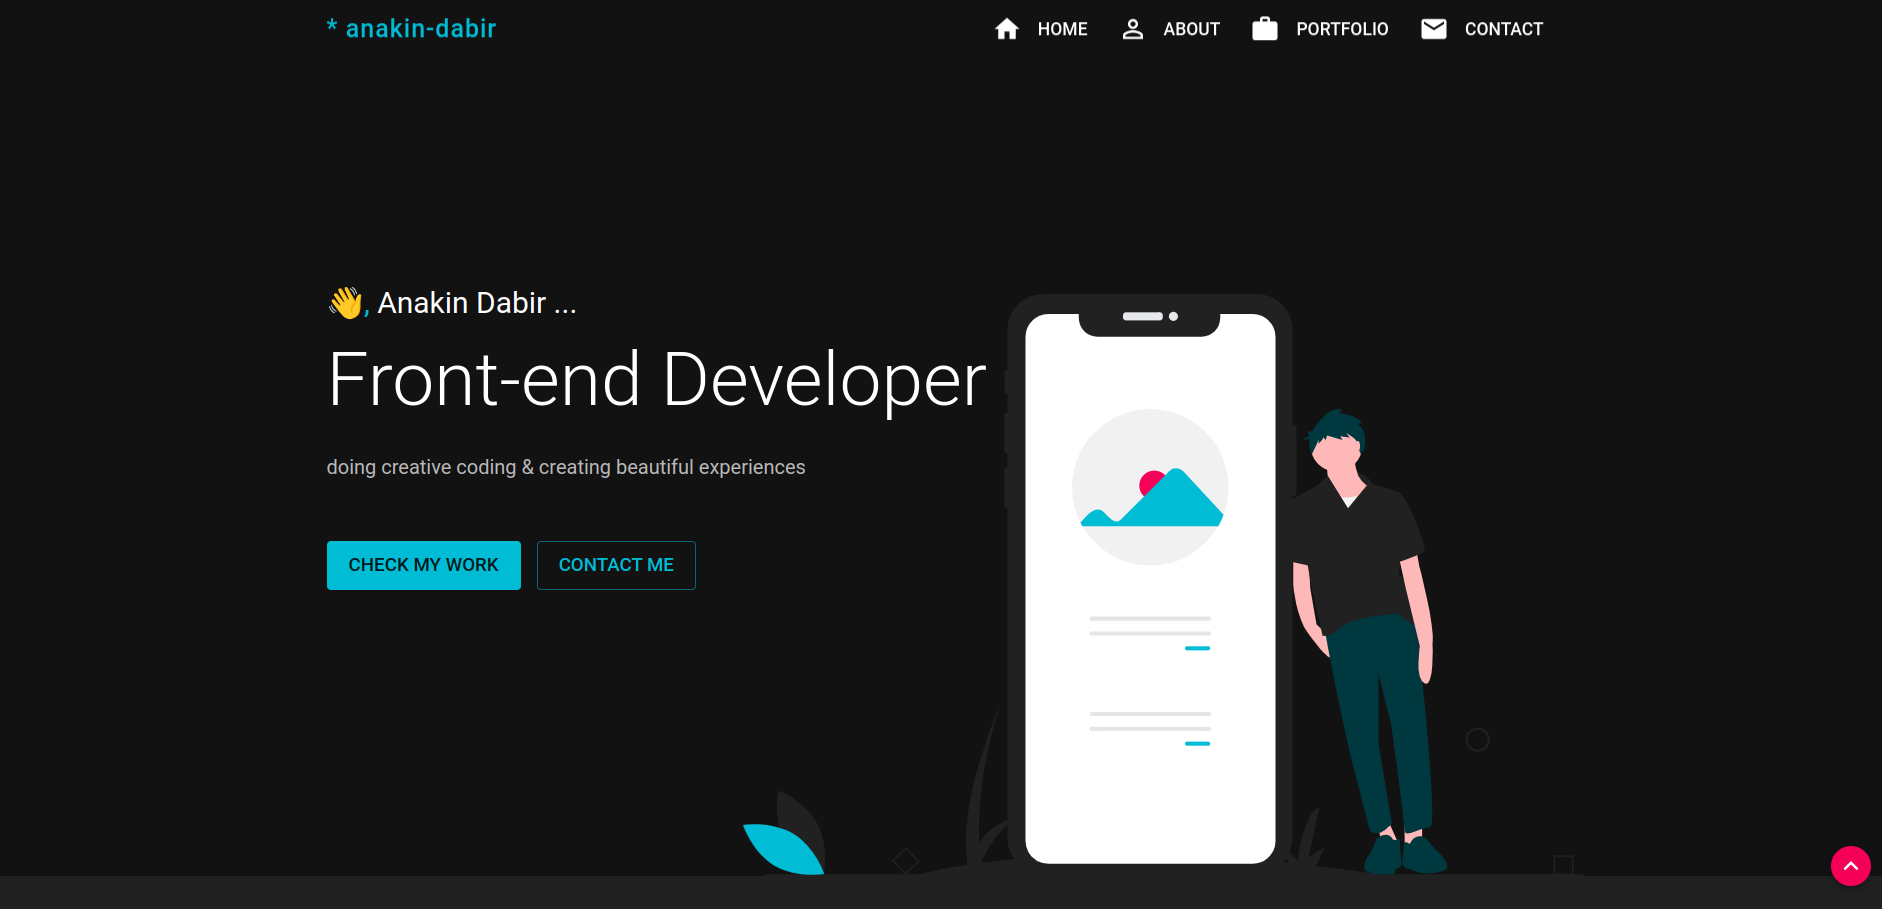 * anakin-dabir
HOME
ABOUT
PORTFOLIO
CONTACT
👋, Anakin Dabir ...
Front-end Developer
doing creative coding & creating beautiful experiences
CHECK MY WORK
CONTACT ME